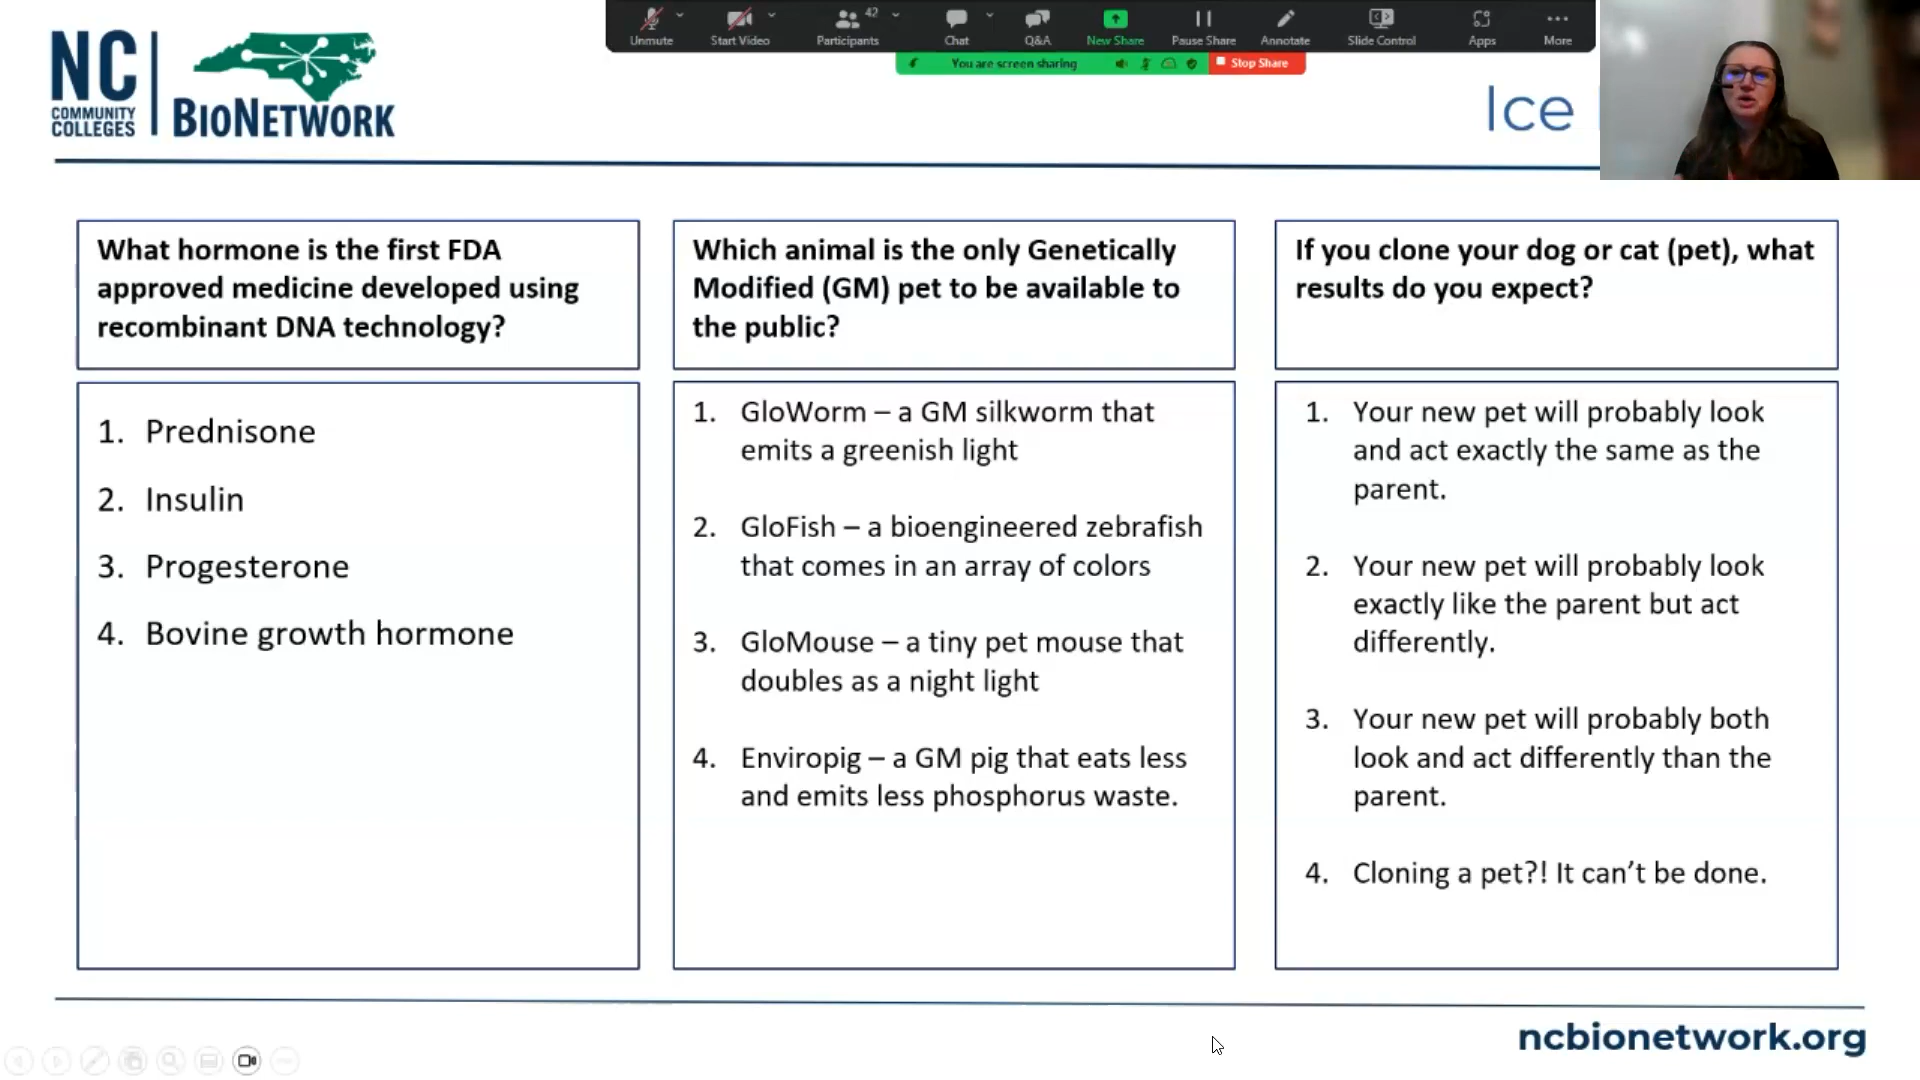 Unmute
Start Video
Participants
42
Chat
Q&A
New Share
Pause Share
Annotate
Slide Control
Apps
More
You are screen sharing
Stop Share
NC
COMMUNITY
COLLEGES
BIONETWORK
Ice
What hormone is the first FDA
approved medicine developed using
recombinant DNA technology?
1. Prednisone
2. Insulin
3. Progesterone
4. Bovine growth hormone
Which animal is the only Genetically
Modified (GM) pet to be available to
the public?
1. GloWorm – a GM silkworm that
emits a greenish light
2. GloFish – a bioengineered zebrafish
that comes in an array of colors
3. GloMouse – a tiny pet mouse that
doubles as a night light
4. Enviropig – a GM pig that eats less
and emits less phosphorus waste.
If you clone your dog or cat (pet), what
results do you expect?
1. Your new pet will probably look
and act exactly the same as the
parent.
2. Your new pet will probably look
exactly like the parent but act
differently.
3. Your new pet will probably both
look and act differently than the
parent.
4. Cloning a pet?! It can’t be done.
ncbionetwork.org